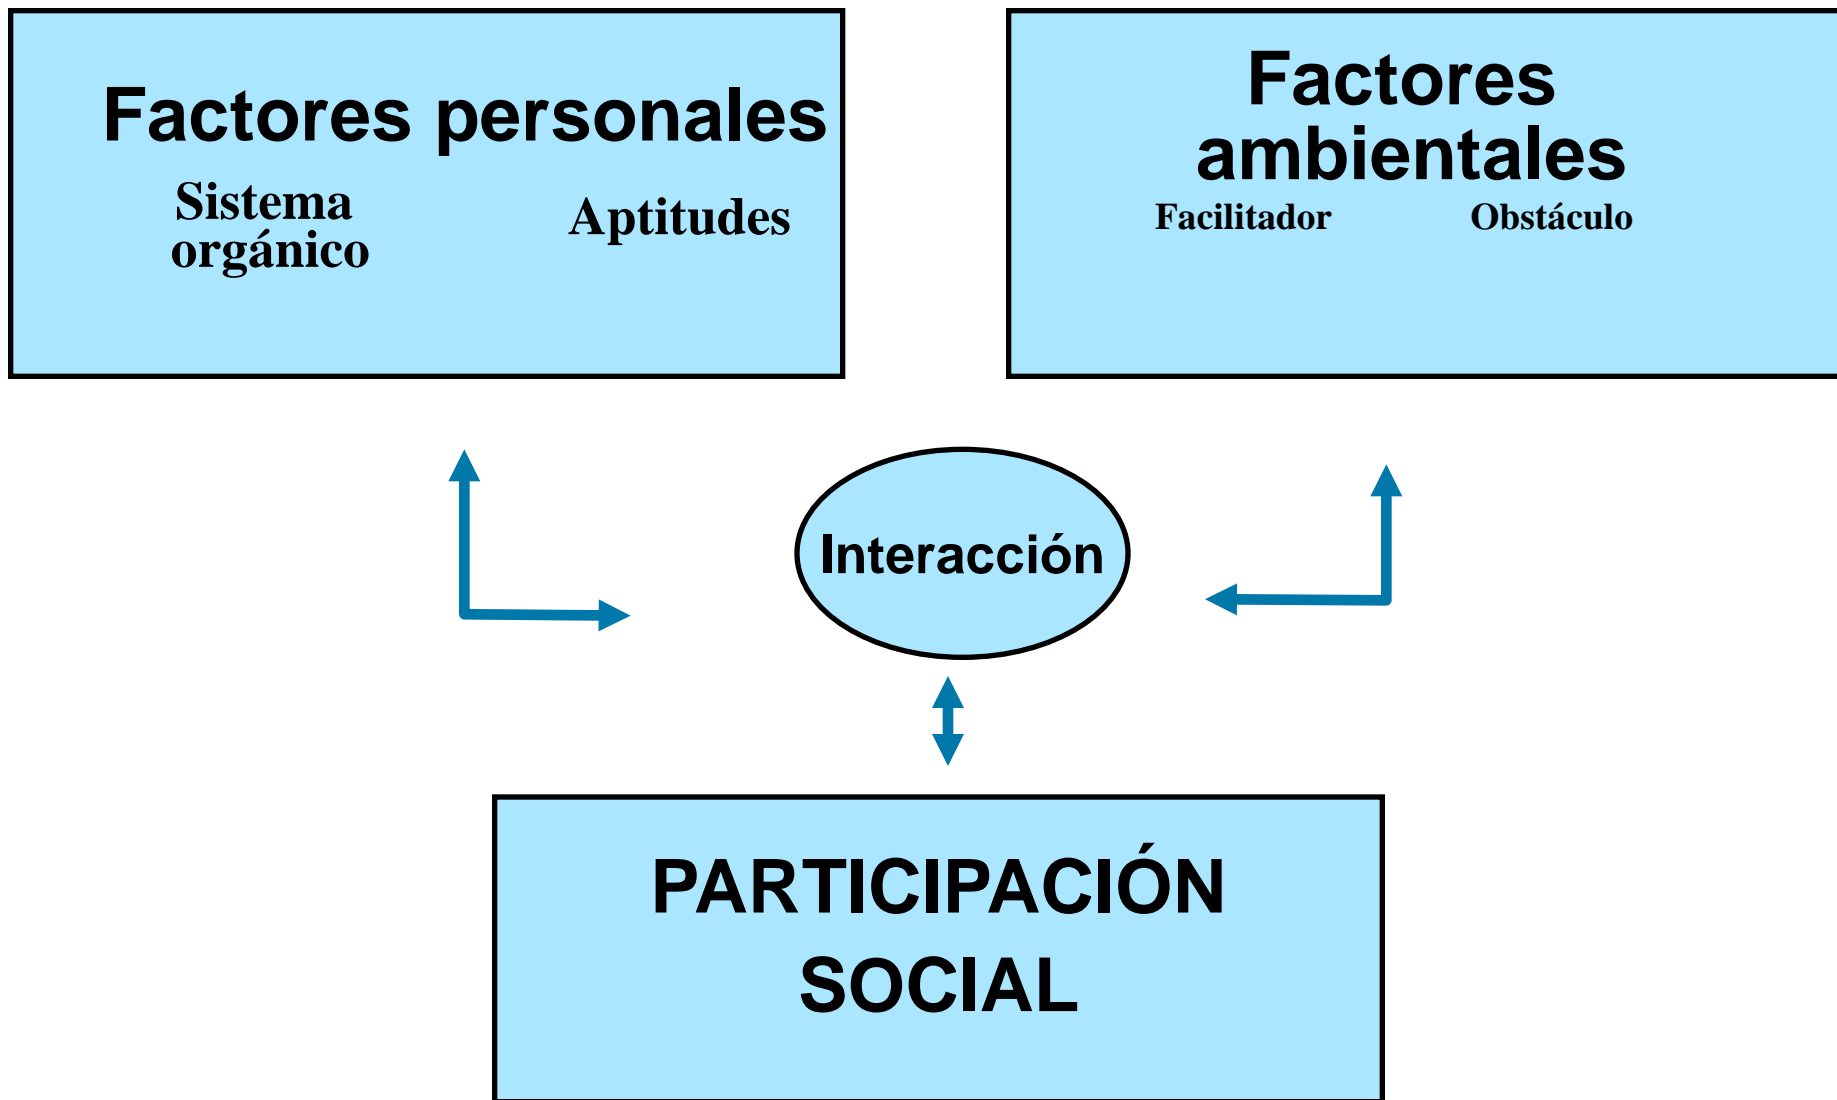 Factores personales
Sistema
orgánico
Aptitudes
Factores
ambientales
Facilitador
Obstáculo
Interacción
PARTICIPACIÓN
SOCIAL